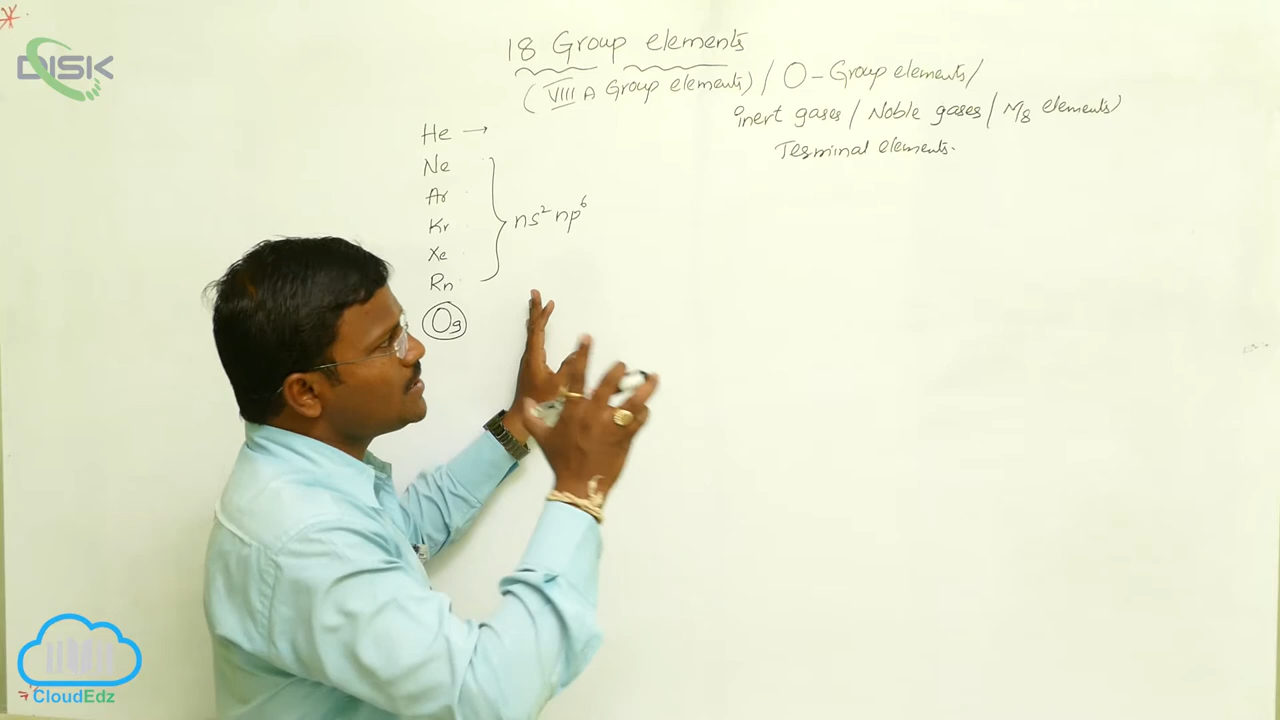 DISK
18 Group elements
(VIII A Group elements) / O-Group elements/
inert gases / Noble gases / M8 elements/
Terminal elements.
He →
Ne
Ar
Kr
Xe
Rn
Og
ns² np⁶
CloudEdz